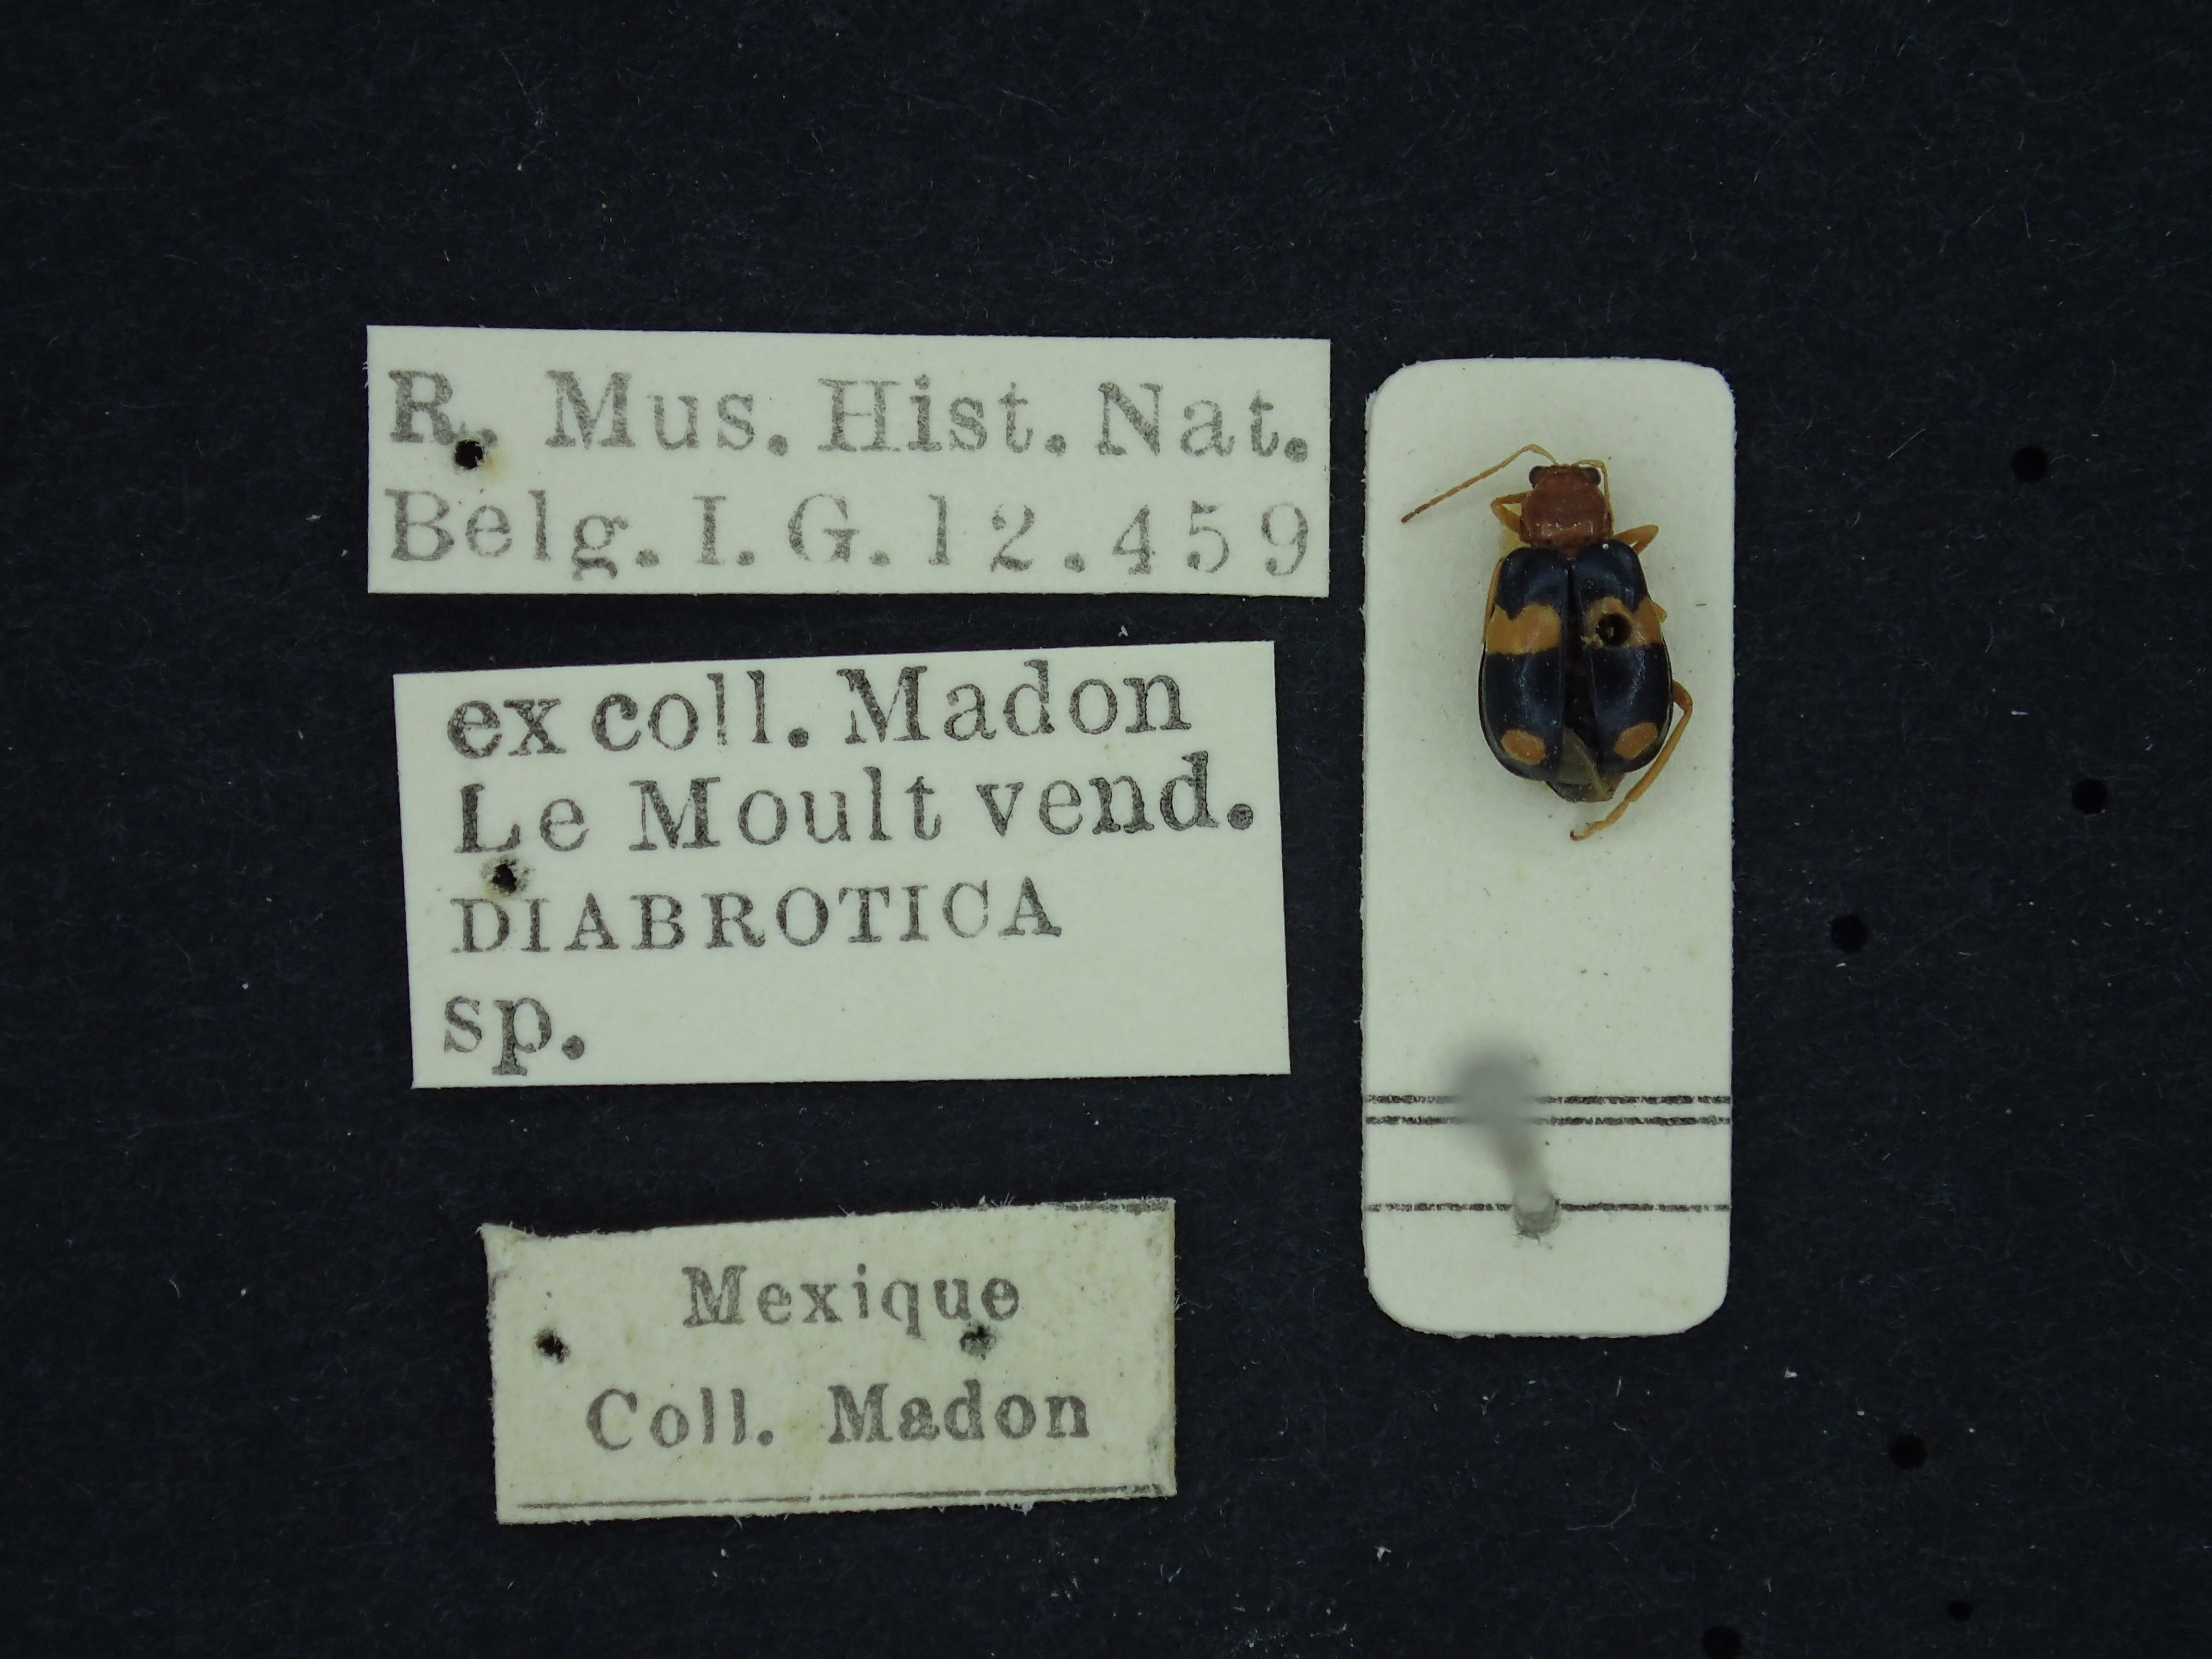 R. Mus. Hist. Nat.
Belg. I. G. 12.459
ex coll. Madon
Le Moult vend.
DIABROTICA
sp.
Mexique
Coll. Madon